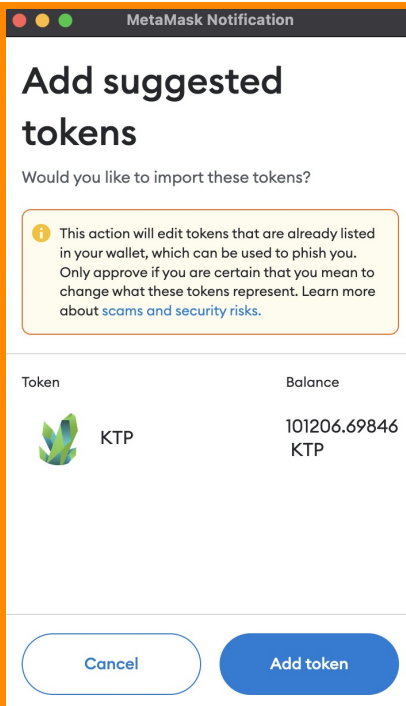 MetaMask Notification
Add suggested
tokens
Would you like to import these tokens?
This action will edit tokens that are already listed
in your wallet, which can be used to phish you.
Only approve if you are certain that you mean to
change what these tokens represent. Learn more
about scams and security risks.
Token Balance
KTP 101206.69846
KTP
Cancel Add token